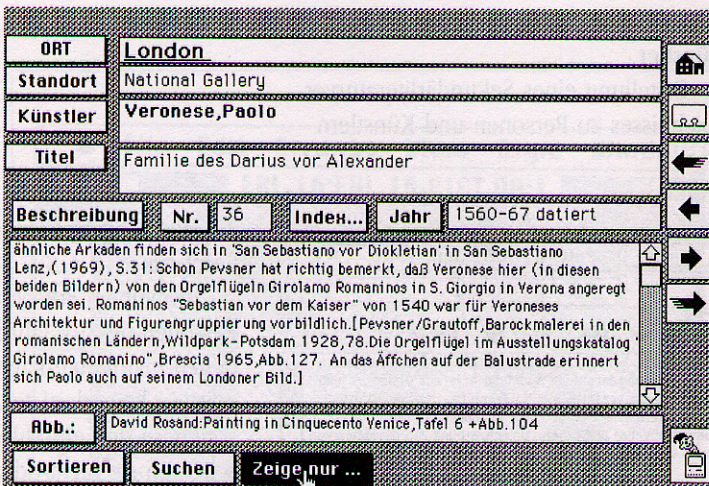 ORT London
Standort National Gallery
Künstler Veronese,Paolo
Titel Familie des Darius vor Alexander
Beschreibung Nr. 36 Index... Jahr 1560-67 datiert
ähnliche Arkaden finden sich in 'San Sebastiano vor Diokletian' in San Sebastiano
Lenz,(1969), S.31: Schon Pevsner hat richtig bemerkt, daß Veronese hier (in diesen
beiden Bildern) von den Orgelflügeln Girolamo Romaninos in S. Giorgio in Verona angeregt
worden sei. Romaninos "Sebastian vor dem Kaiser" von 1540 war für Veroneses
Architektur und Figurengruppierung vorbildlich.[Pevsner/Grautoff,Barockmalerei in den
romanischen Ländern,Wildpark-Potsdam 1928,78.Die Orgelflügel im Ausstellungskatalog "
Girolamo Romanino",Brescia 1965,Abb.127. An das Äffchen auf der Balustrade erinnert
sich Paolo auch auf seinem Londoner Bild.]
Abb.: David Rosand:Painting in Cinquecento Venice,Tafel 6 +Abb.104
Sortieren Suchen Zeige nur ...